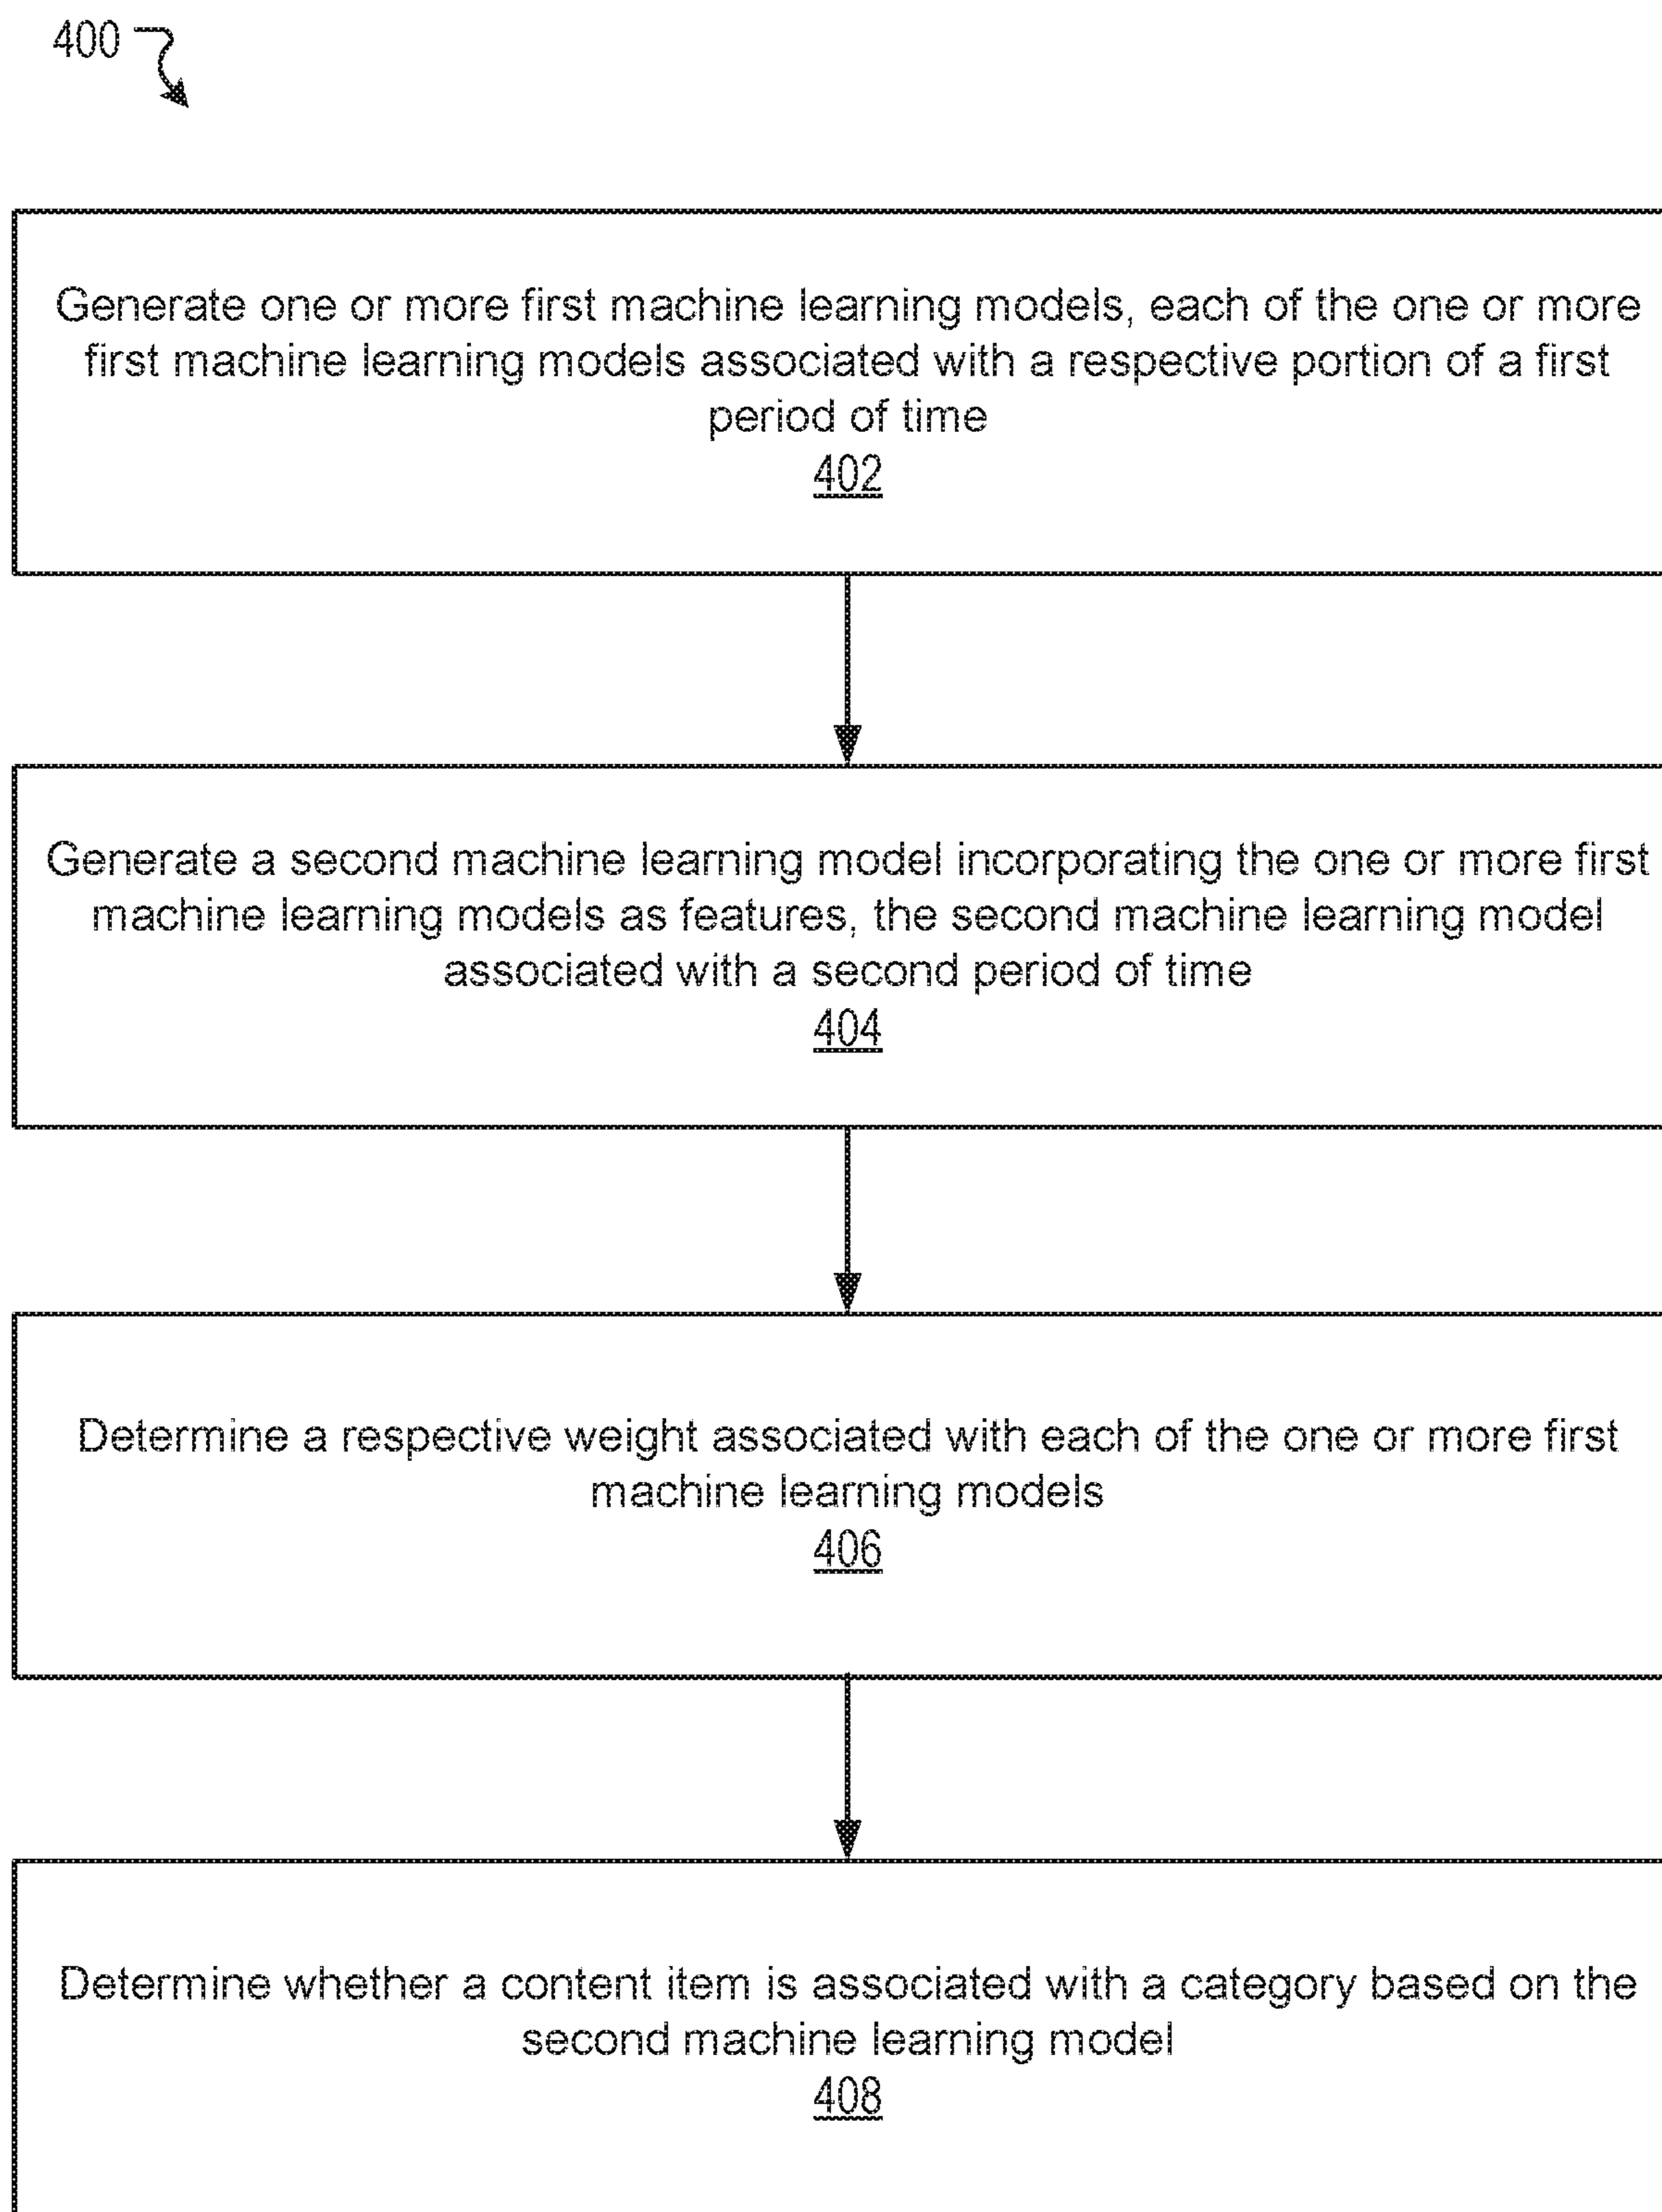 400
Generate one or more first machine learning models, each of the one or more
first machine learning models associated with a respective portion of a first
period of time
402
Generate a second machine learning model incorporating the one or more first
machine learning models as features, the second machine learning model
associated with a second period of time
404
Determine a respective weight associated with each of the one or more first
machine learning models
406
Determine whether a content item is associated with a category based on the
second machine learning model
408